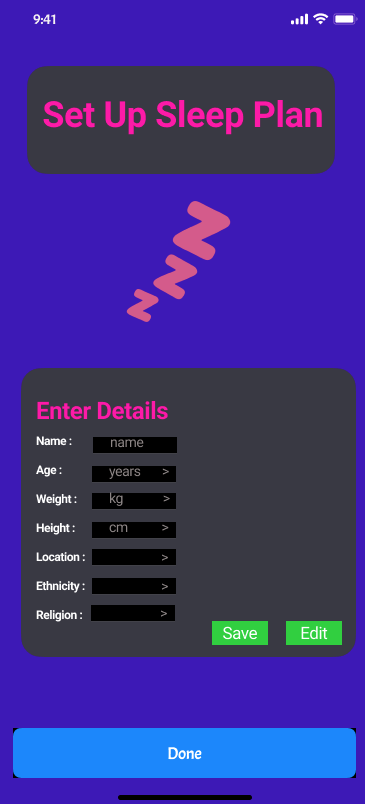 9:41
Set Up Sleep Plan
Enter Details
Name : name
Age : years >
Weight : kg >
Height : cm >
Location : >
Ethnicity : >
Religion : >
Save Edit
Done